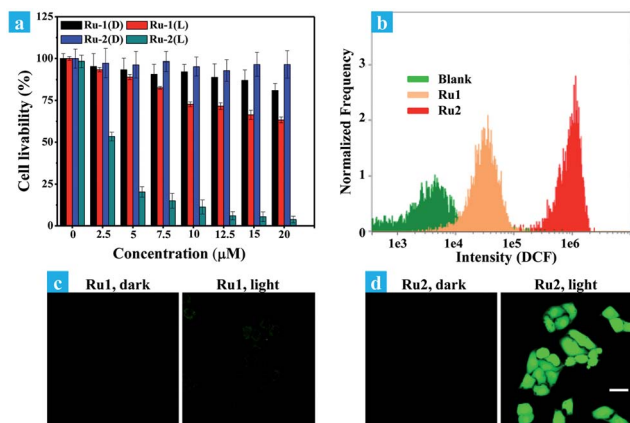 a
Ru-1(D) Ru-1(L)
Ru-2(D) Ru-2(L)
Cell livability (%)
125
100
75
50
25
0
0 2.5 5 7.5 10 12.5 15 20
Concentration (μM)
b
Normalized Frequency
3
2
1
0
Blank
Ru1
Ru2
1e3 1e4 1e5 1e6
Intensity (DCF)
c
Ru1, dark Ru1, light
d
Ru2, dark Ru2, light